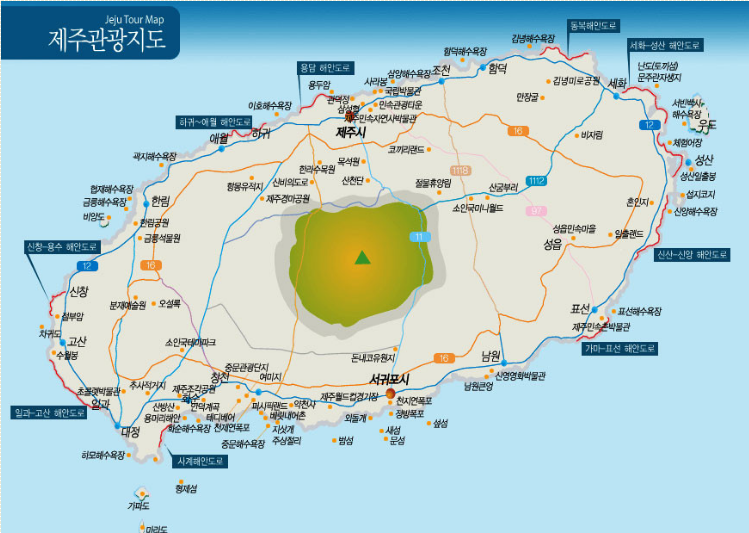 Jeju Tour Map
제주관광지도
동북해안도로
김녕해수욕장
세화-성산 해안도로
함덕해수욕장
용담 해안도로
삼양해수욕장
조천
함덕
난도(토끼섬)
문주란자생지
사라봉
용두암
국립박물관
김녕미로공원
세화
관덕정
만장굴
서빈백사
해수욕장
우도
삼성혈
민속관광타운
이호해수욕장
제주민속자연사박물관
하귀~애월 해안도로
제주시
16
12
하귀
비자림
체험어장
애월
성산
곽지해수욕장
목석원
코끼리랜드
성산일출봉
한라수목원
1118
항몽유적지
신비의도로
산천단
절물휴양림
산굼부리
1112
협재해수욕장
금릉해수욕장
한림
제주경마공원
소인국미니월드
97
혼인지
섭지코지
비양도
신양해수욕장
한림공원
성읍민속마을
일출랜드
금릉석물원
11
성읍
신창-용수 해안도로
신산-신양 해안도로
12
16
신창
분재예술원
오설록
표선
표선해수욕장
절부암
제주민속촌박물관
차귀도
고산
소인국테마파크
돈내코유원지
가마-표선 해안도로
수월봉
16
남원
중문관광단지
창천
여미지
신영영화박물관
초콜렛박물관
추사적거지
제주조각공원
서귀포시
남원큰엉
일과
화순
퍼시픽랜드
약천사
제주월드컵경기장
천지연폭포
일과-고산 해안도로
산방산
안덕계곡
용머리해안
테디베어
정방폭포
외돌개
대정
화순해수욕장
천제연폭포
지삿개
새섬
섶섬
중문해수욕장
주상절리
범섬
문섬
하모해수욕장
사계해안도로
형제섬
가파도
마라도